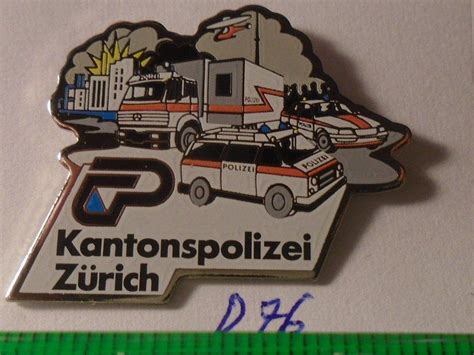 POLIZEI
POLIZEI
Kantonspolizei
Zürich
D 76